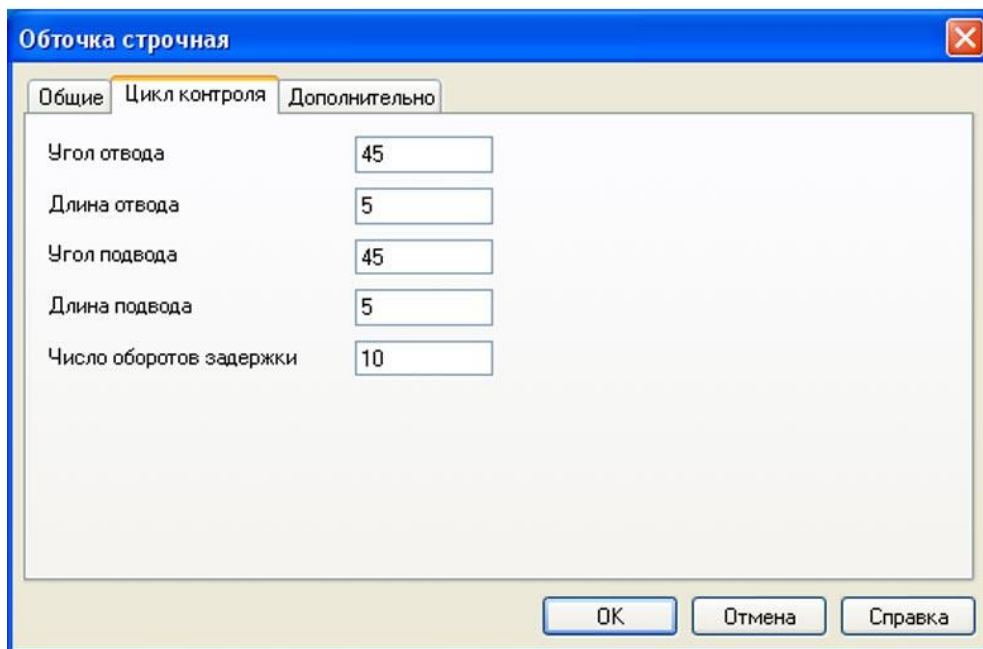 Обточка строчная
Общие Цикл контроля Дополнительно
Угол отвода 45
Длина отвода 5
Угол подвода 45
Длина подвода 5
Число оборотов задержки 10
OK Отмена Справка